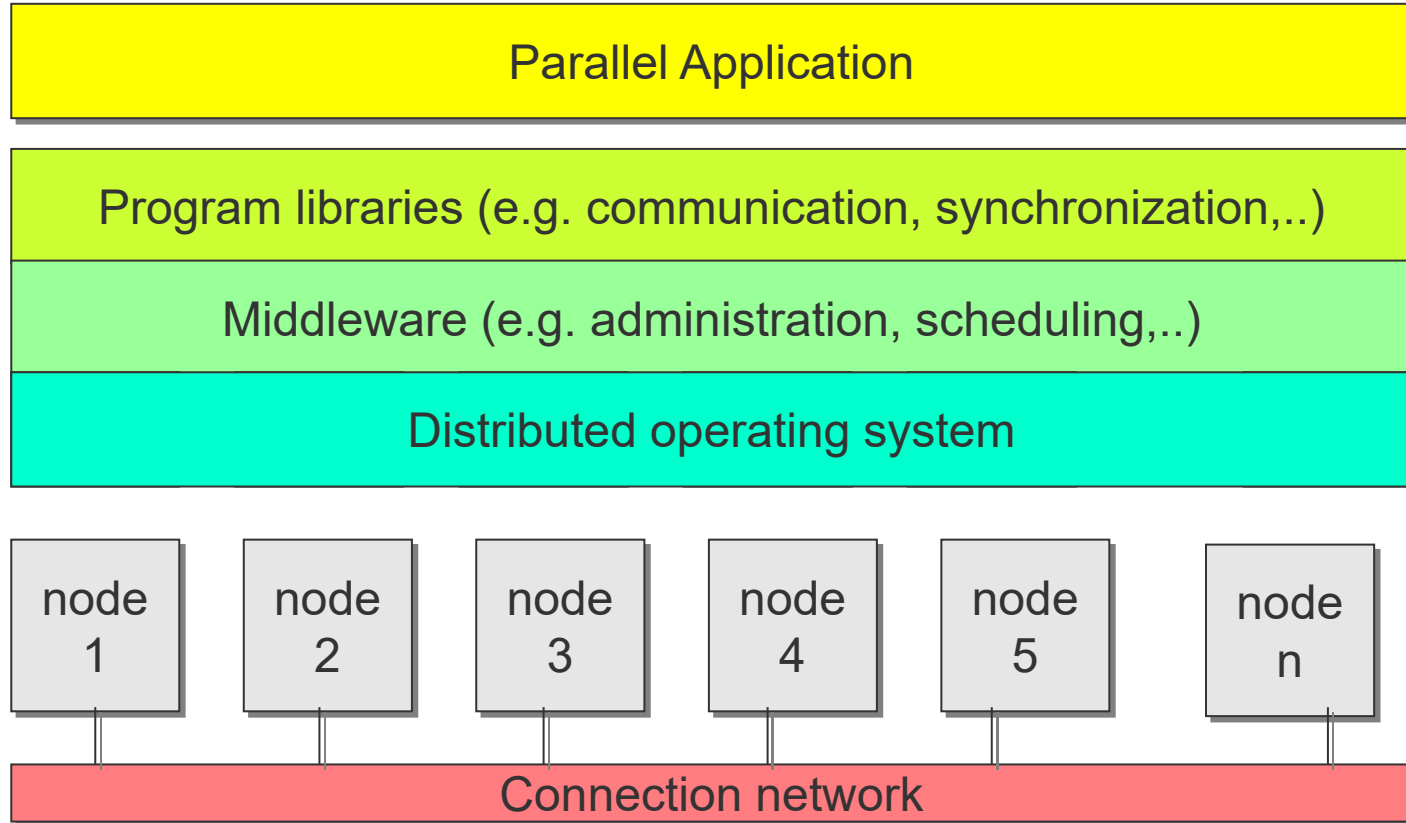 Parallel Application
Program libraries (e.g. communication, synchronization,..)
Middleware (e.g. administration, scheduling,..)
Distributed operating system
node
1
node
2
node
3
node
4
node
5
node
n
Connection network